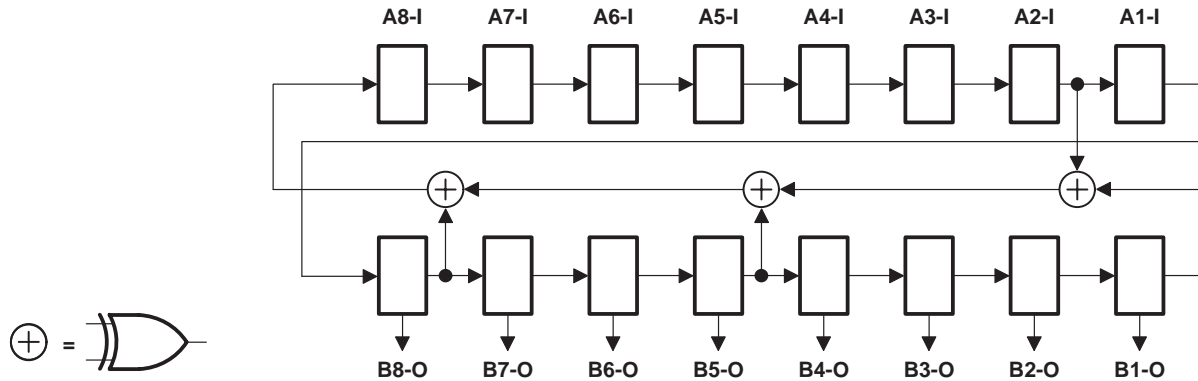 A8-I A7-I A6-I A5-I A4-I A3-I A2-I A1-I
=
B8-O B7-O B6-O B5-O B4-O B3-O B2-O B1-O